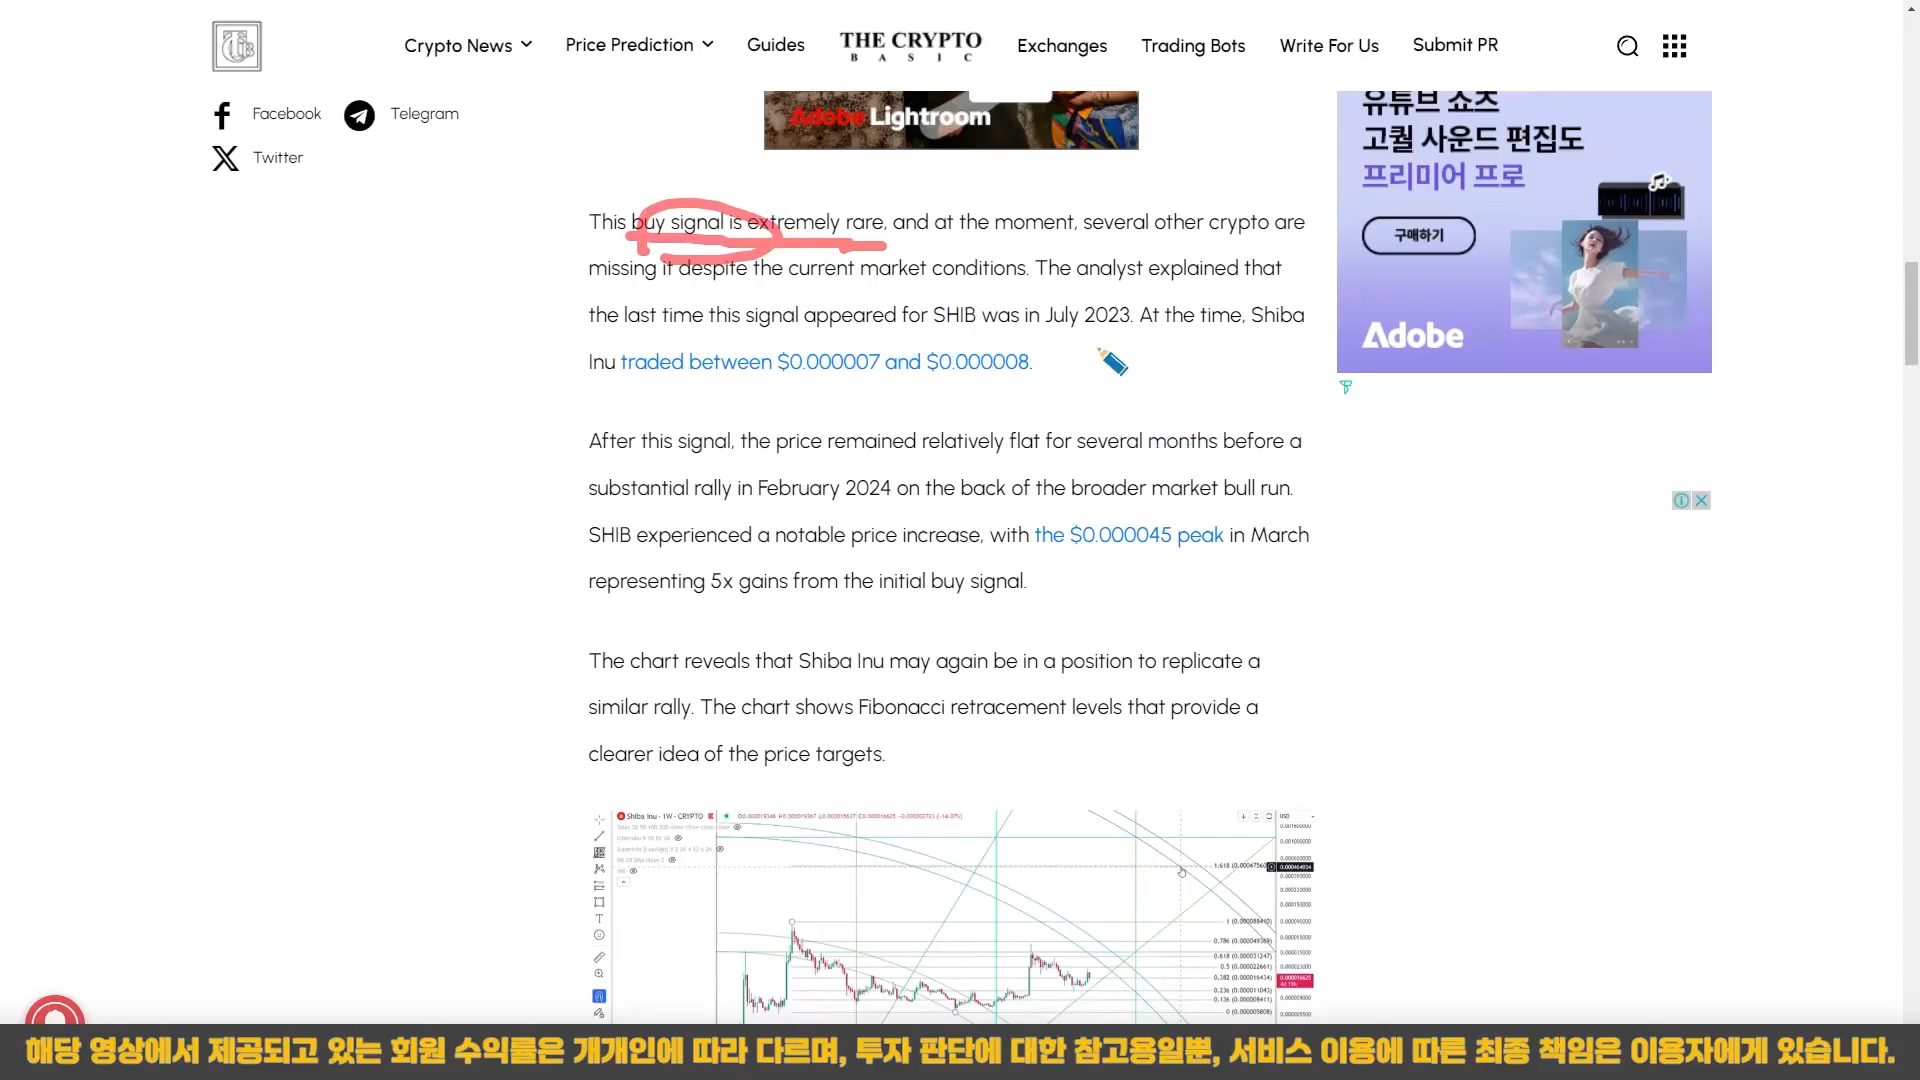 Crypto News
Price Prediction
Guides
THE CRYPTO
BASIC
Exchanges
Trading Bots
Write For Us
Submit PR
Facebook
Telegram
Twitter
Adobe Lightroom
유튜브 쇼츠
고퀄 사운드 편집도
프리미어 프로
구매하기
Adobe
This buy signal is extremely rare, and at the moment, several other crypto are
missing it despite the current market conditions. The analyst explained that
the last time this signal appeared for SHIB was in July 2023. At the time, Shiba
Inu traded between $0.000007 and $0.000008.
After this signal, the price remained relatively flat for several months before a
substantial rally in February 2024 on the back of the broader market bull run.
SHIB experienced a notable price increase, with the $0.000045 peak in March
representing 5x gains from the initial buy signal.
The chart reveals that Shiba Inu may again be in a position to replicate a
similar rally. The chart shows Fibonacci retracement levels that provide a
clearer idea of the price targets.
Shiba Inu · 1W · CRYPTO
USD
해당 영상에서 제공되고 있는 회원 수익률은 개개인에 따라 다르며, 투자 판단에 대한 참고용일뿐, 서비스 이용에 따른 최종 책임은 이용자에게 있습니다.